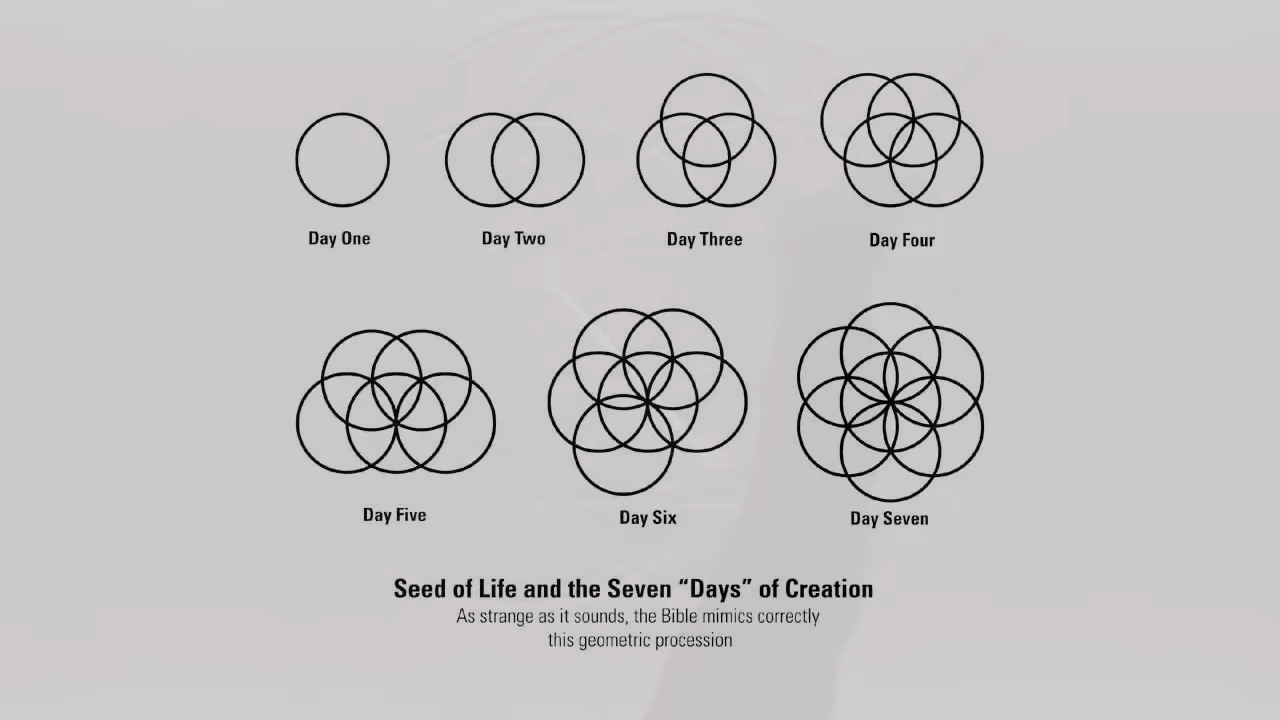 Day One
Day Two
Day Three
Day Four
Day Five
Day Six
Day Seven
Seed of Life and the Seven “Days” of Creation
As strange as it sounds, the Bible mimics correctly
this geometric procession